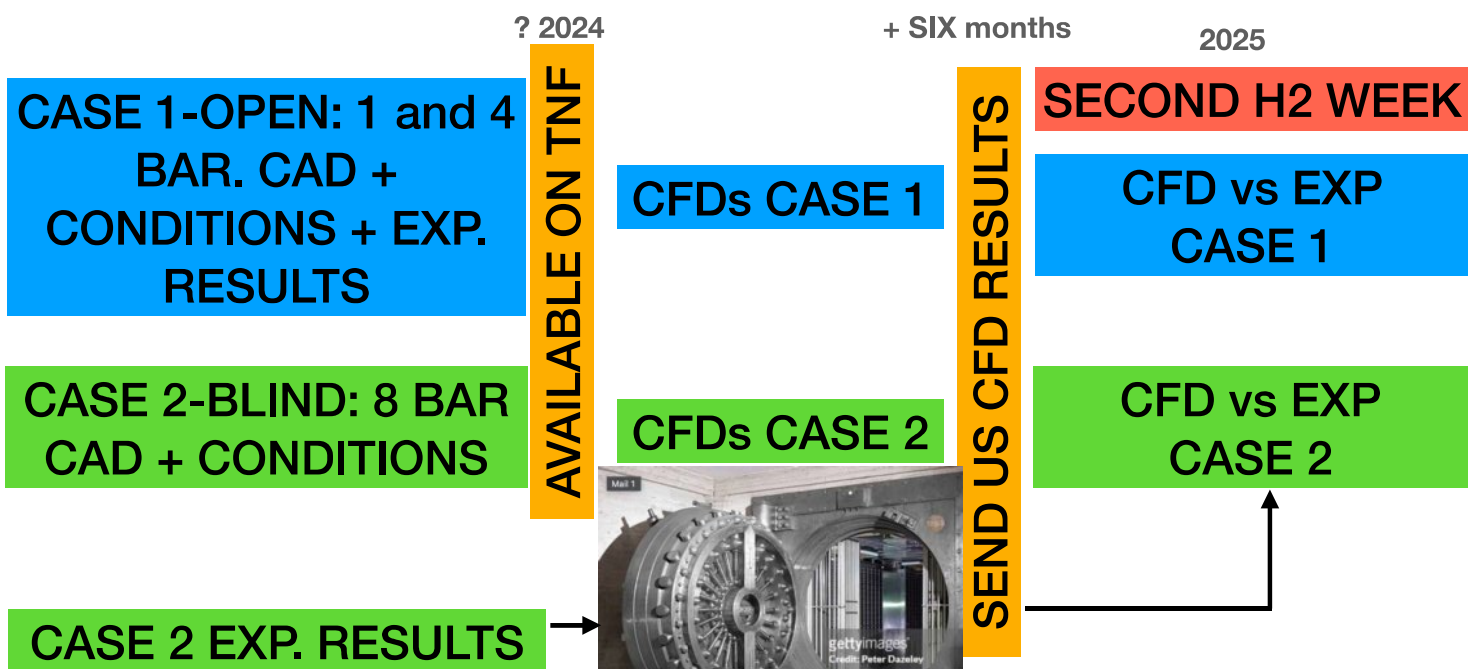 ? 2024
+ SIX months
2025
CASE 1-OPEN: 1 and 4
BAR. CAD +
CONDITIONS + EXP.
RESULTS
AVAILABLE ON TNF
CFDs CASE 1
SEND US CFD RESULTS
SECOND H2 WEEK
CFD vs EXP
CASE 1
CASE 2-BLIND: 8 BAR
CAD + CONDITIONS
CFDs CASE 2
CFD vs EXP
CASE 2
Mail 1
CASE 2 EXP. RESULTS
gettyimages
Credit: Peter Dazeley